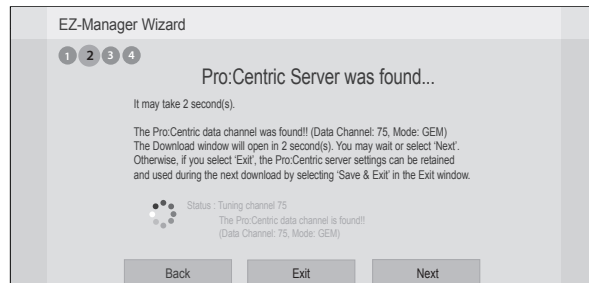 EZ-Manager Wizard
1 2 3 4
Pro:Centric Server was found...
It may take 2 second(s).
The Pro:Centric data channel was found!! (Data Channel: 75, Mode: GEM)
The Download window will open in 2 second(s). You may wait or select ‘Next’.
Otherwise, if you select ‘Exit’, the Pro:Centric server settings can be retained
and used during the next download by selecting ‘Save & Exit’ in the Exit window.
Status : Tuning channel 75
The Pro:Centric data channel is found!!
(Data Channel: 75, Mode: GEM)
Back Exit Next